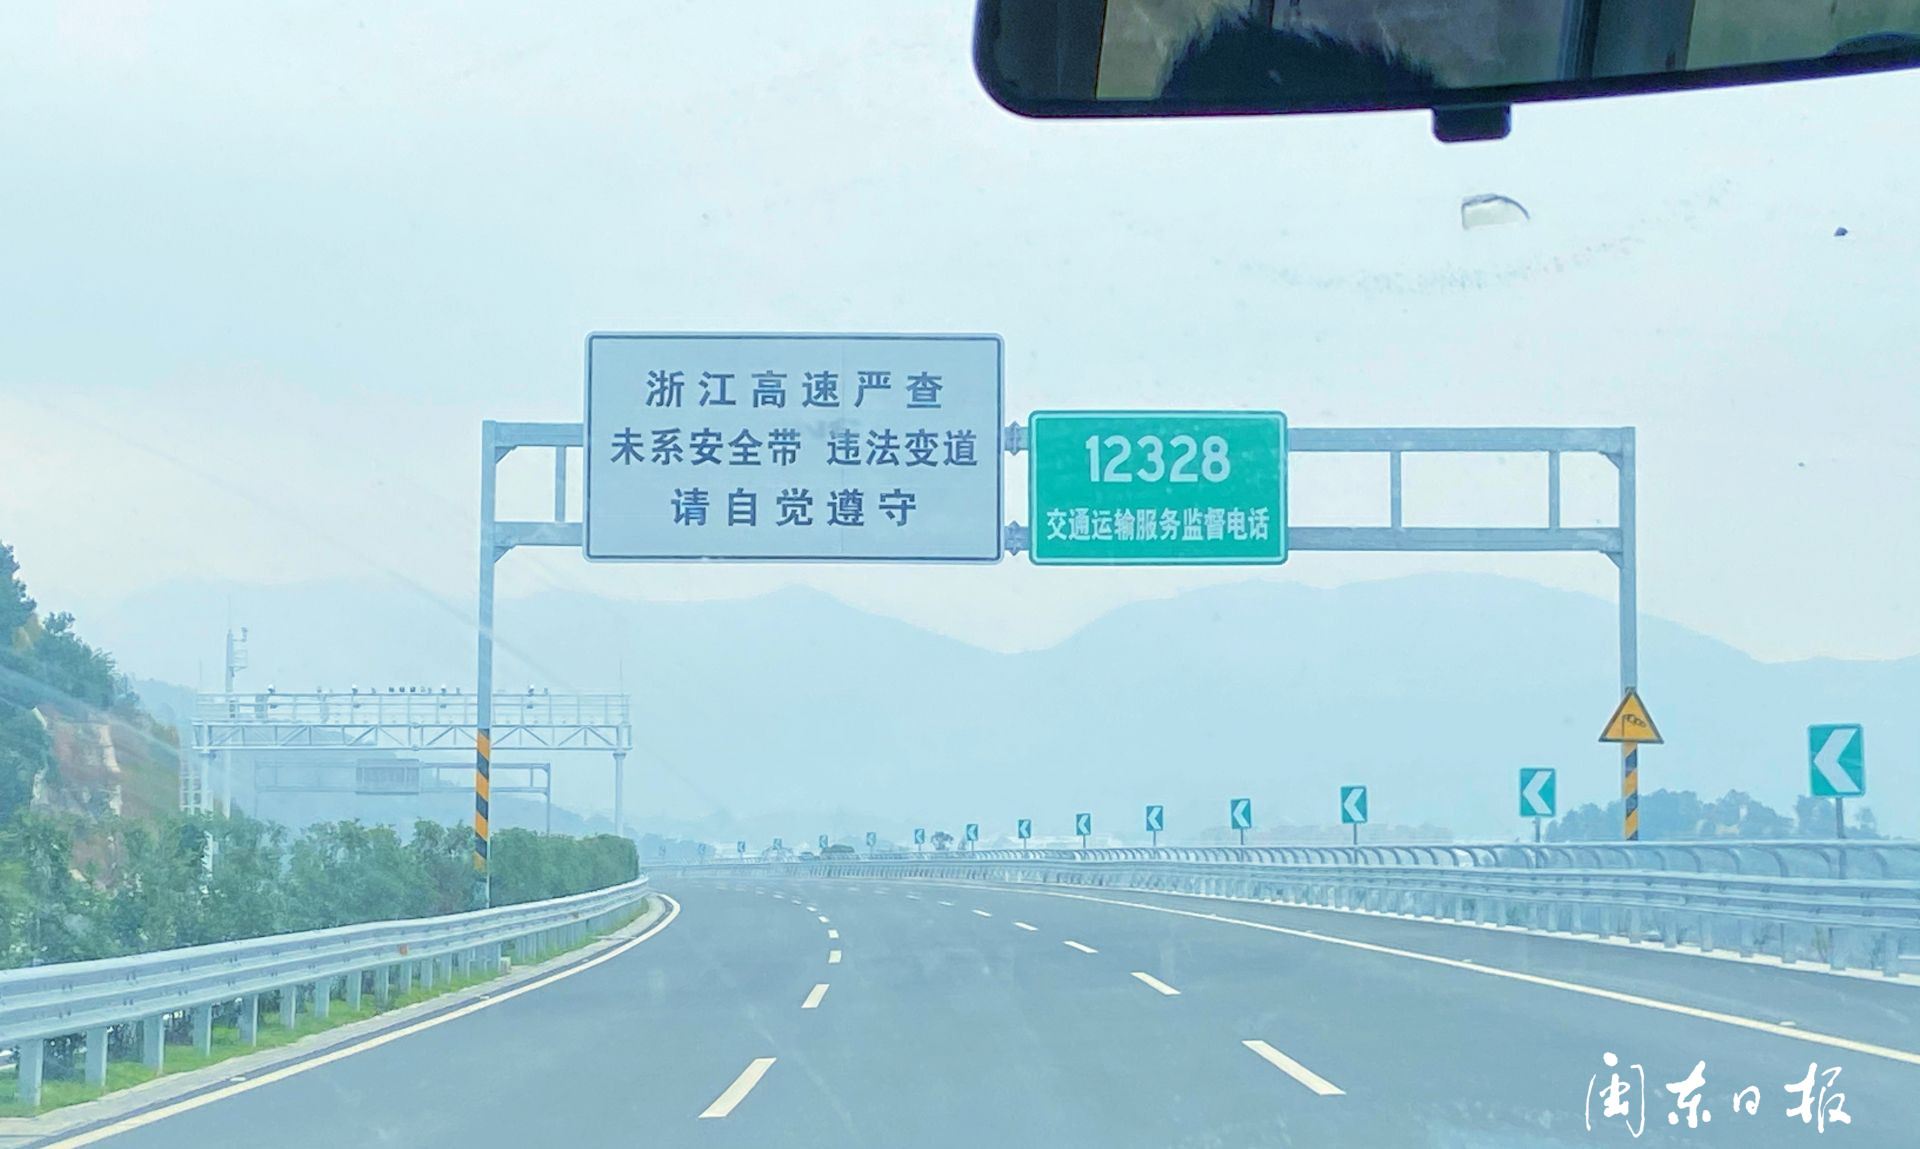 浙江高速严查
未系安全带 违法变道
请自觉遵守
12328
交通运输服务监督电话
闽东日报